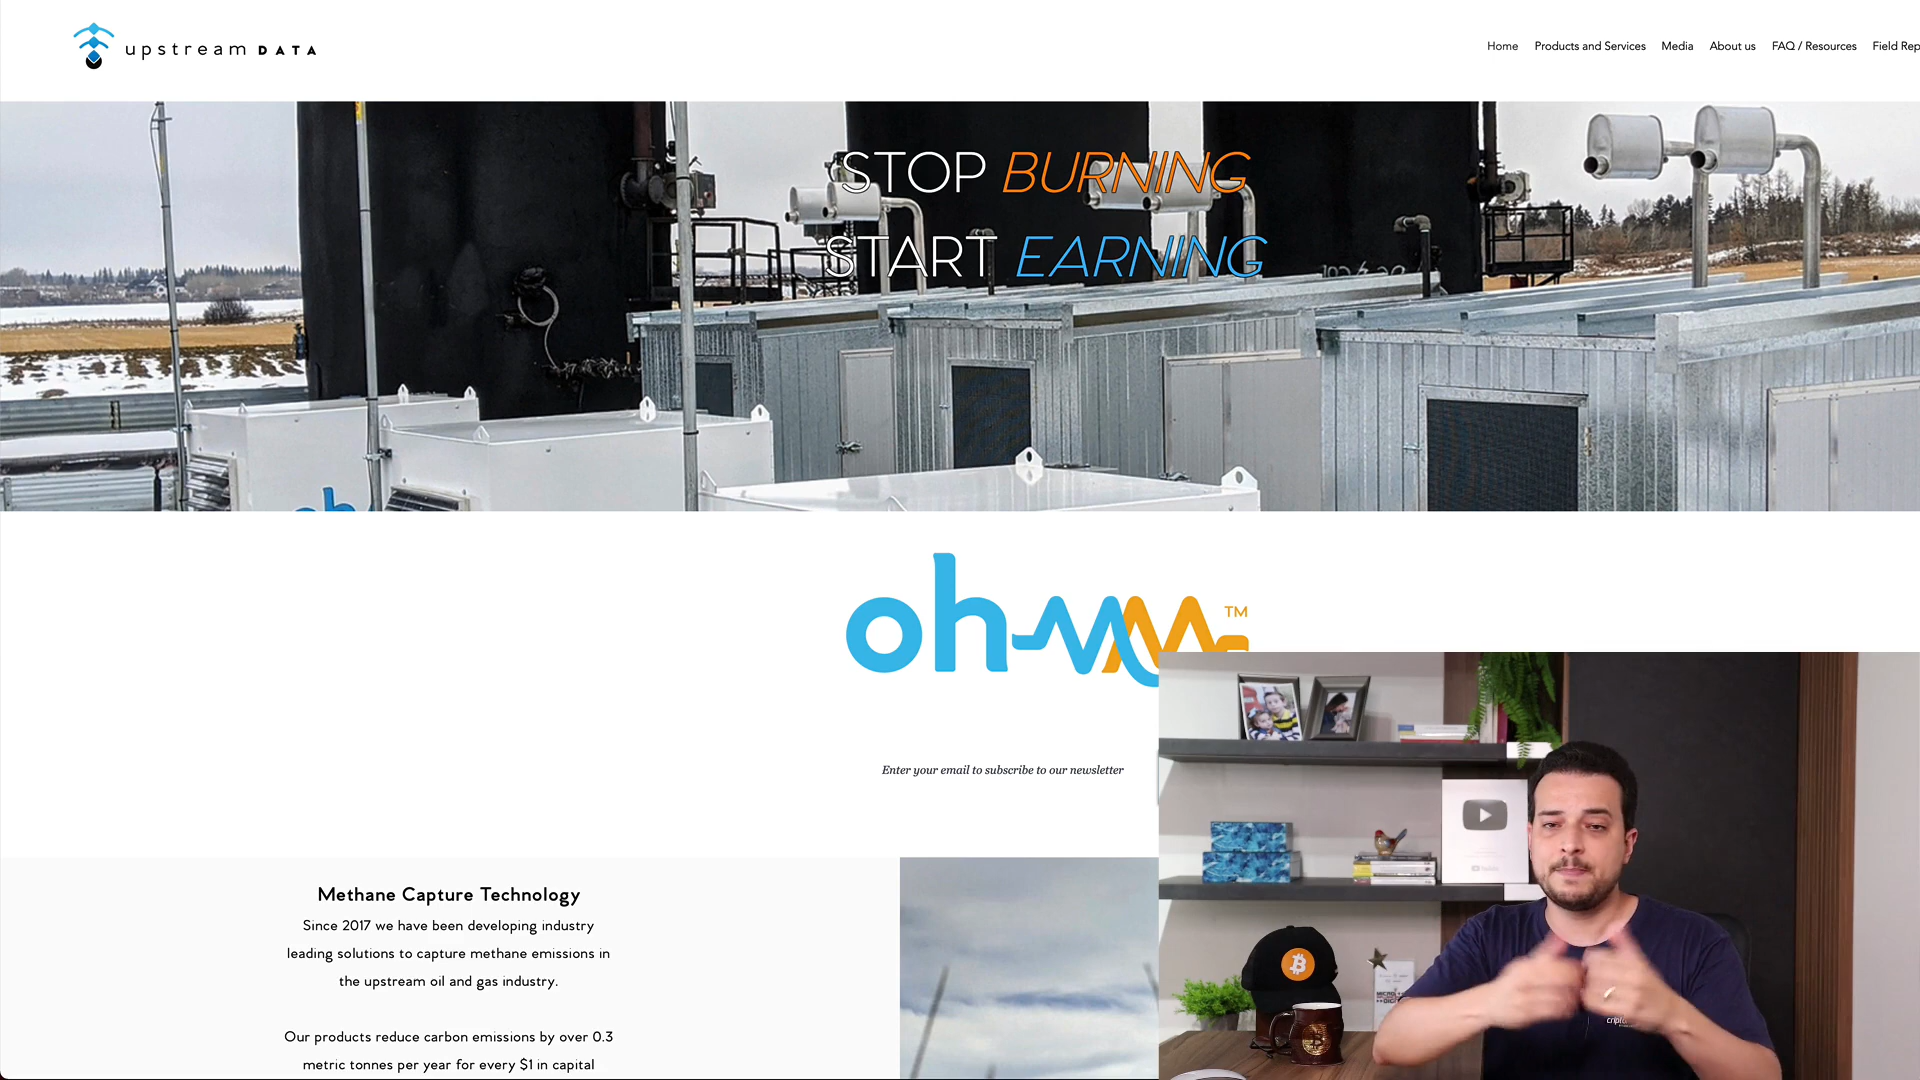 upstream DATA
Home Products and Services Media About us FAQ / Resources Field Rep
STOP BURNING
START EARNING
oh
TM
Enter your email to subscribe to our newsletter
Methane Capture Technology
Since 2017 we have been developing industry
leading solutions to capture methane emissions in
the upstream oil and gas industry.
Our products reduce carbon emissions by over 0.3
metric tonnes per year for every $1 in capital